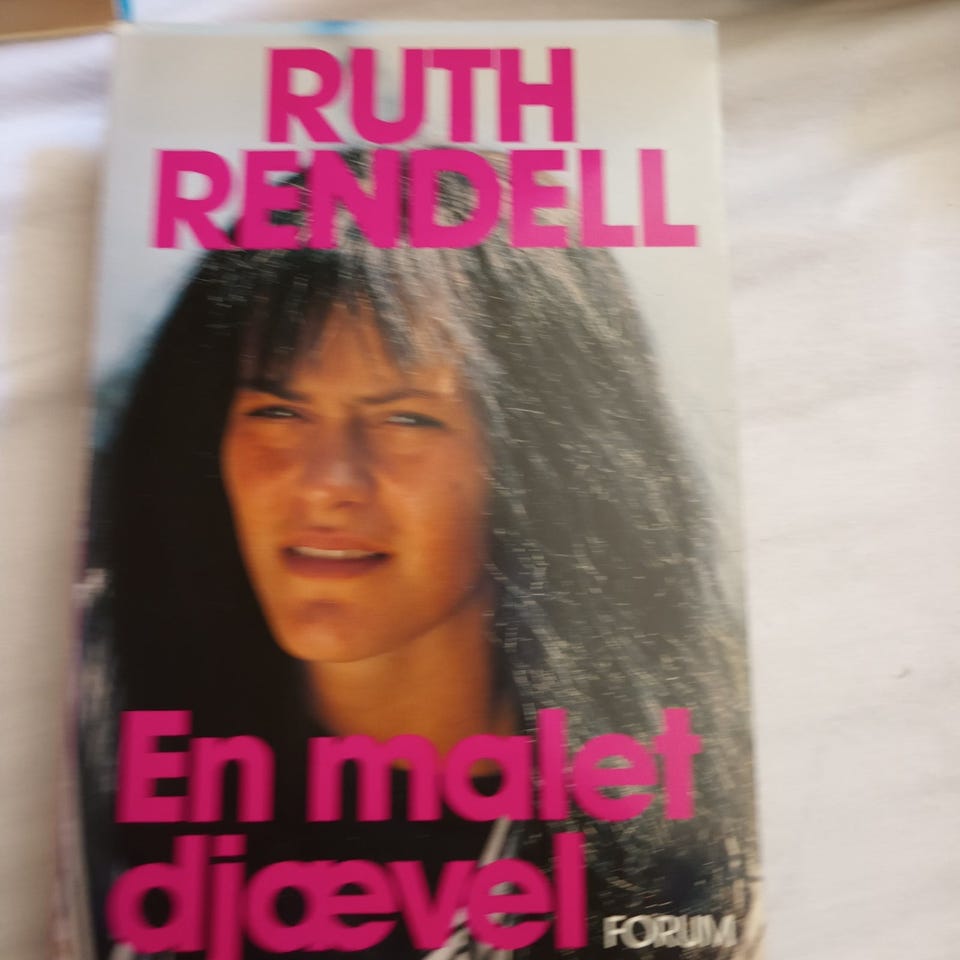 RUTH
RENDELL
En malet
djævel
FORUM